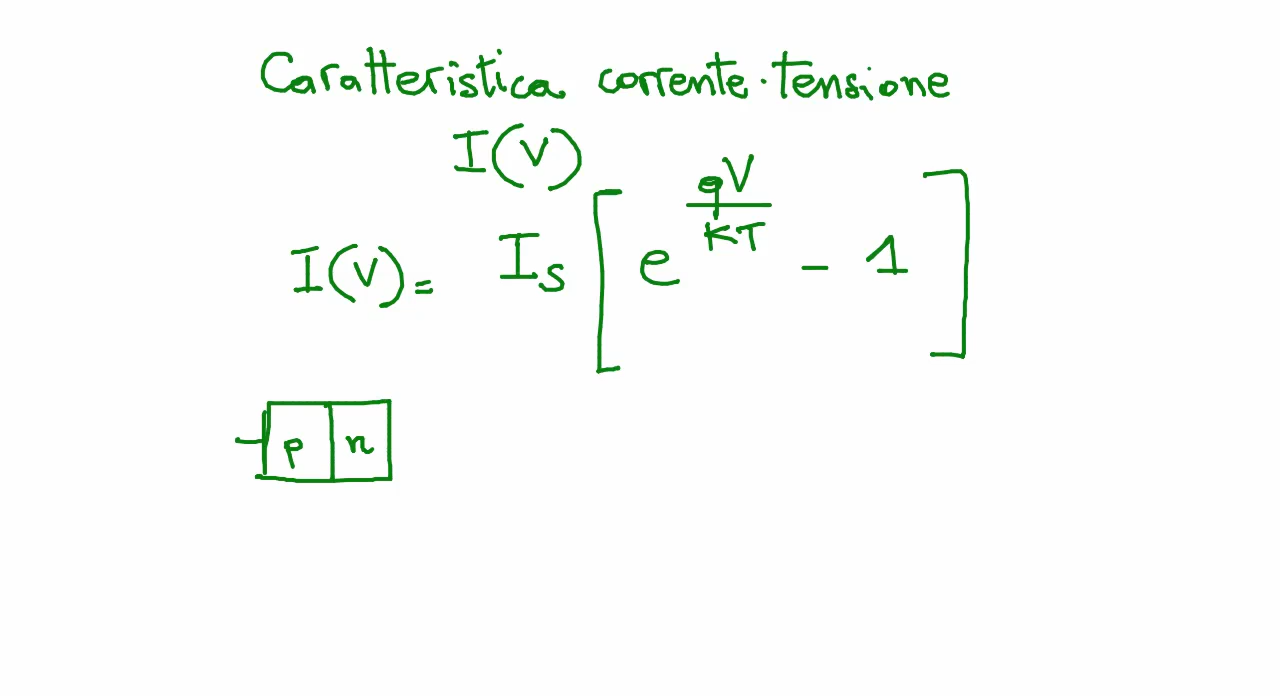 Caratteristica corrente-tensione
I(V)
I(V) = Is [ e^(qV/KT) - 1 ]
p n